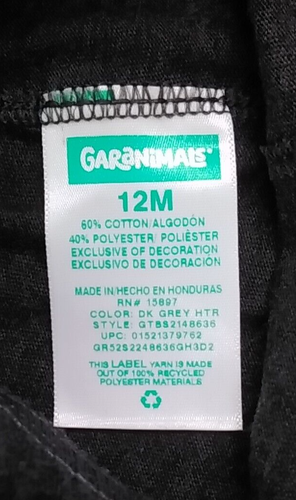 GARANIMALS
12M
60% COTTON/ALGODÓN
40% POLYESTER/POLIÉSTER
EXCLUSIVE OF DECORATION
EXCLUSIVO DE DECORACIÓN
MADE IN/HECHO EN HONDURAS
RN# 15897
COLOR: DK GREY HTR
STYLE: GTBS2148636
UPC: 01521379762
GR52S2248636GH3D2
THIS LABEL YARN IS MADE
OUT OF 100% RECYCLED
POLYESTER MATERIALS